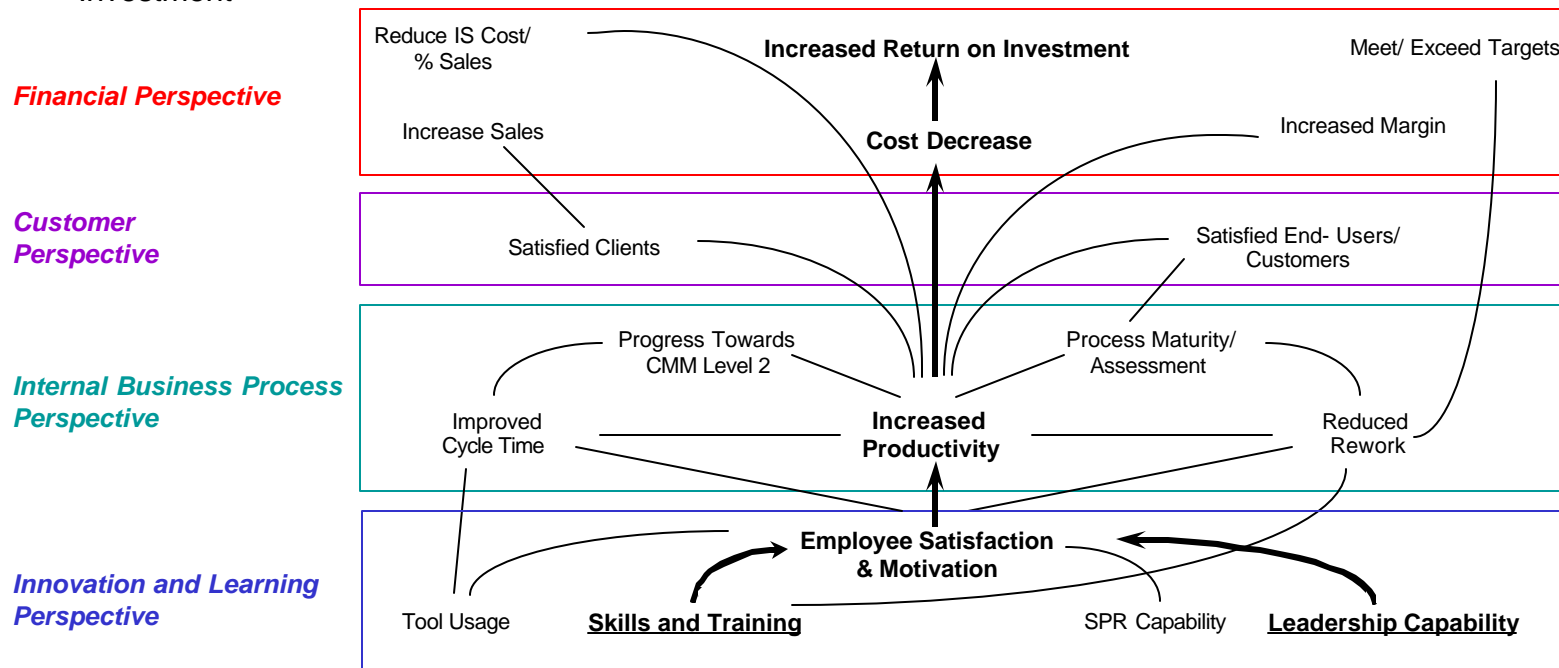 Investment
Reduce IS Cost/
% Sales
Increased Return on Investment
Meet/ Exceed Targets
Financial Perspective
Increase Sales
Cost Decrease
Increased Margin
Customer
Perspective
Satisfied Clients
Satisfied End- Users/
Customers
Progress Towards
CMM Level 2
Process Maturity/
Assessment
Internal Business Process
Perspective
Improved
Cycle Time
Increased
Productivity
Reduced
Rework
Employee Satisfaction
& Motivation
Innovation and Learning
Perspective
Tool Usage
Skills and Training
SPR Capability
Leadership Capability